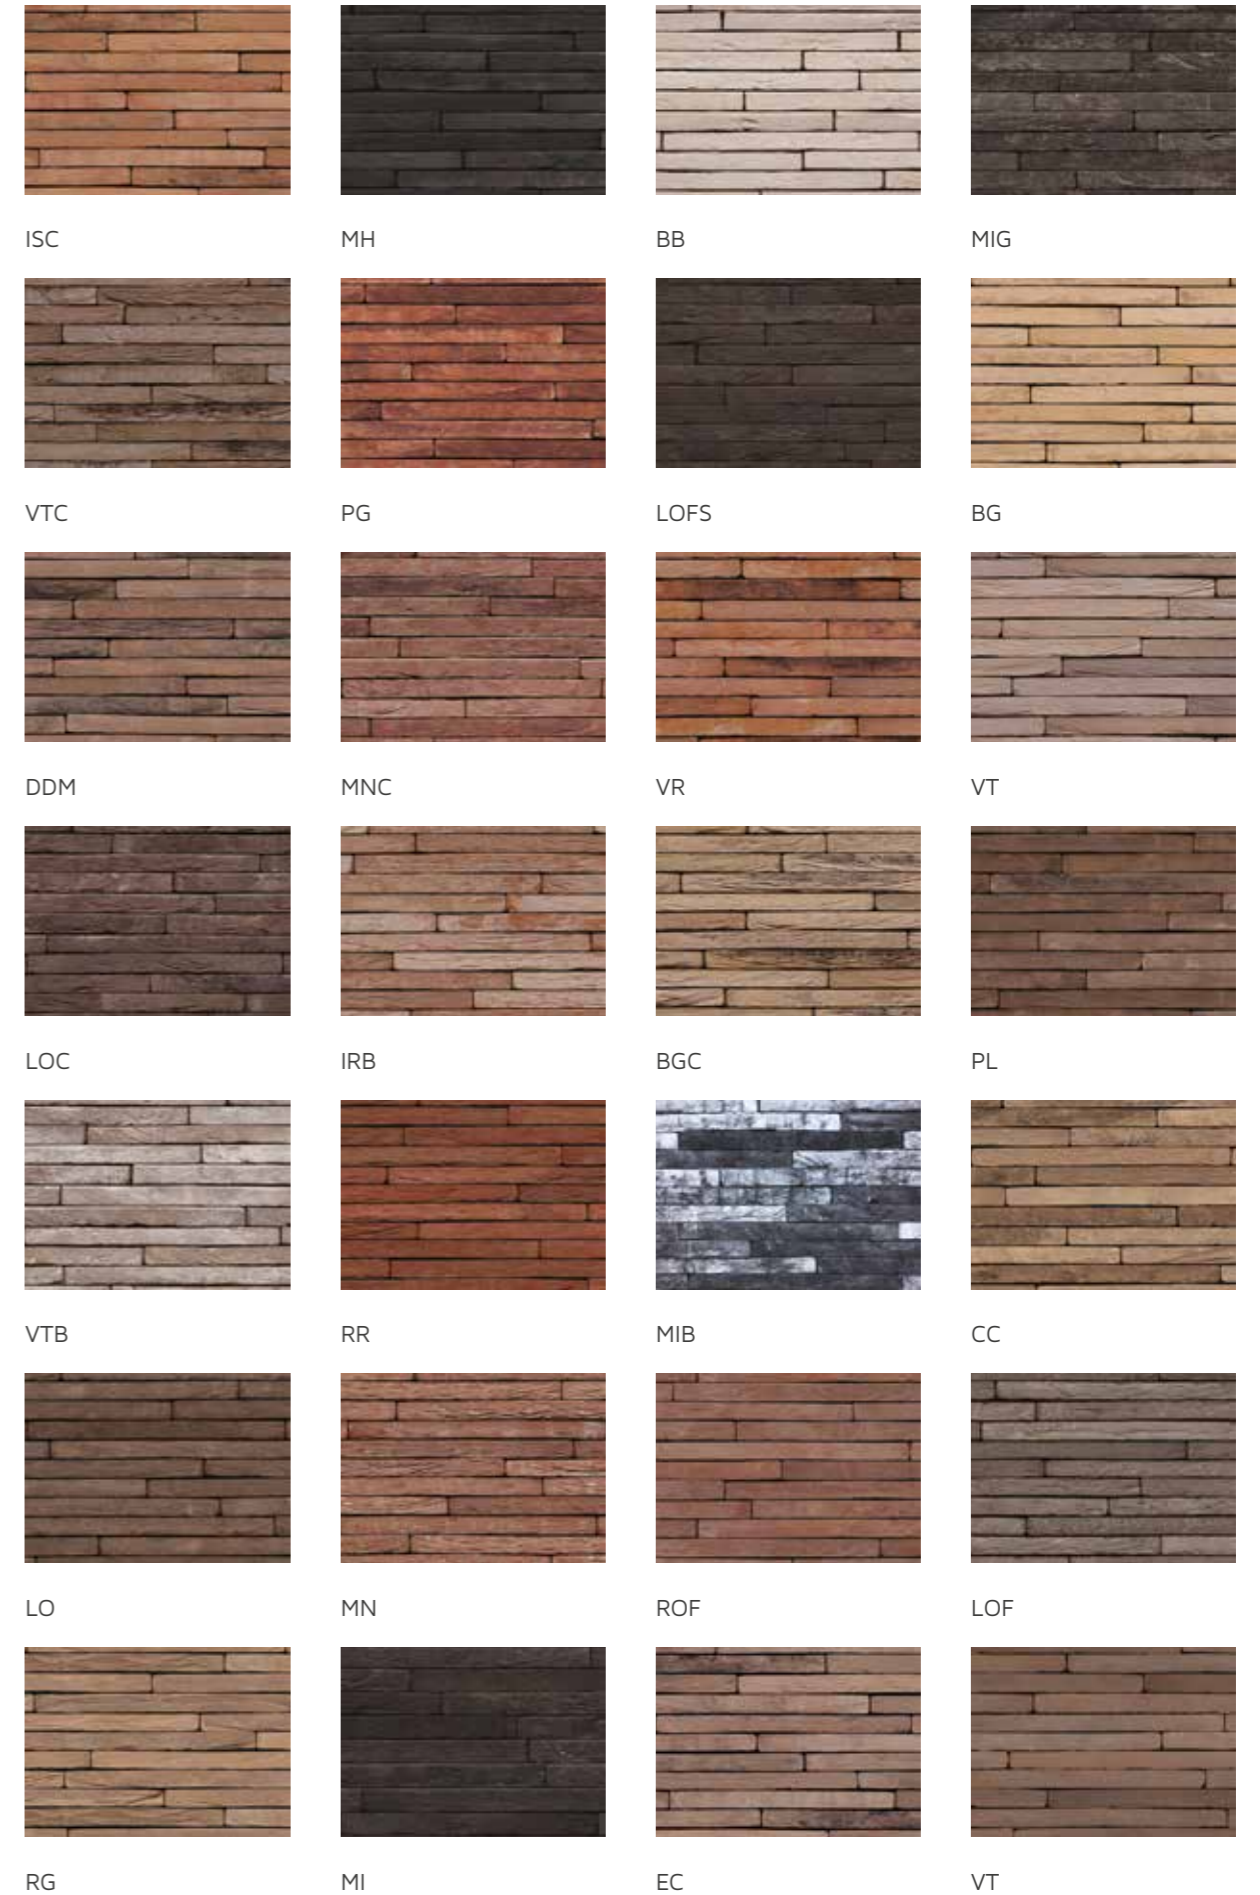 ISC MH BB MIG
VTC PG LOFS BG
DDM MNC VR VT
LOC IRB BGC PL
VTB RR MIB CC
LO MN ROF LOF
RG MI EC VT